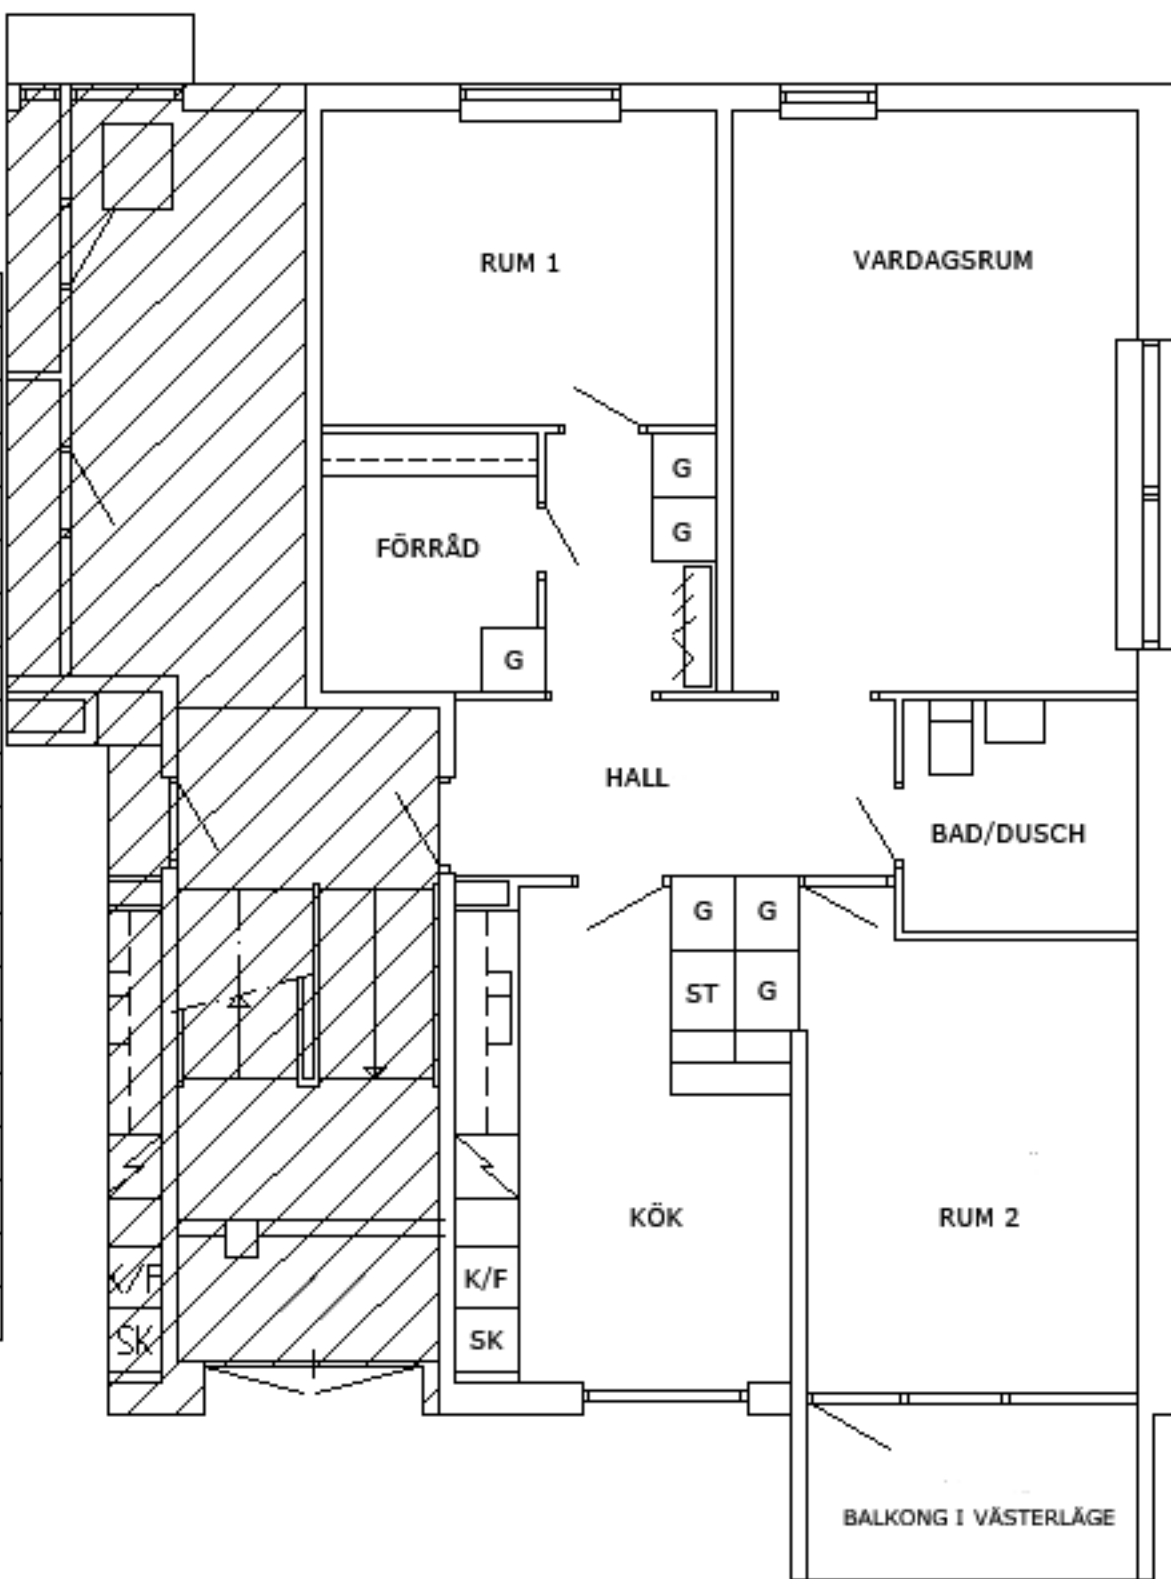 RUM 1
VARDAGSRUM
G
G
FÖRRÅD
G
HALL
BAD/DUSCH
G G
ST G
KÖK
RUM 2
K/F K/F
SK SK
BALKONG I VÄSTERLÄGE